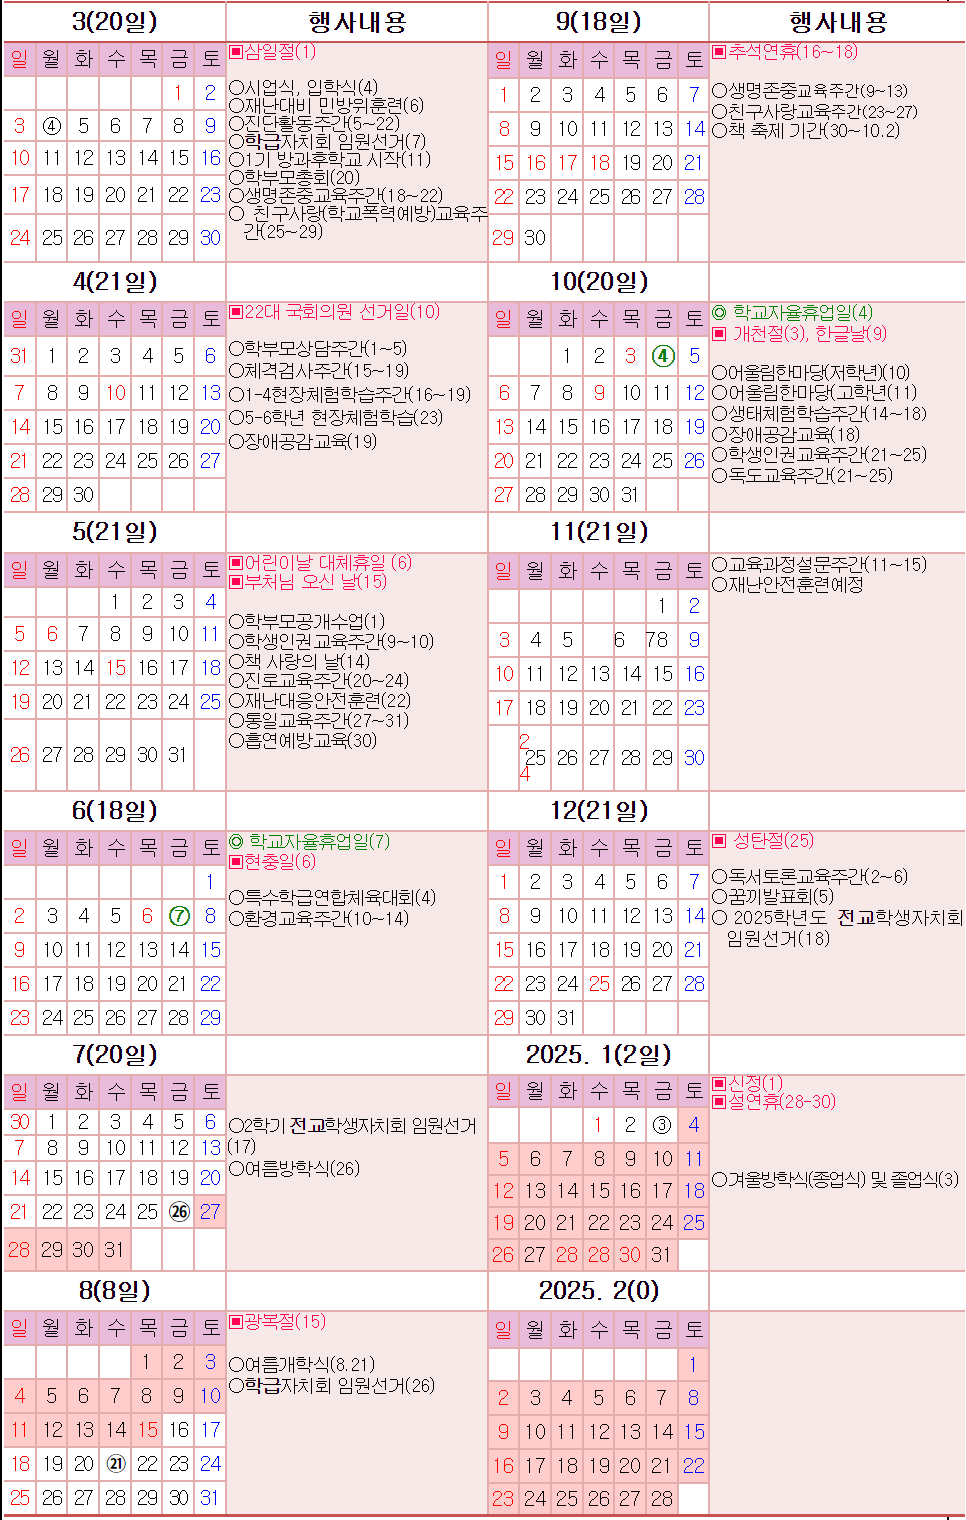 3(20일) 행사내용
일 월 화 수 목 금 토
1 2
3 ④ 5 6 7 8 9
10 11 12 13 14 15 16
17 18 19 20 21 22 23
24 25 26 27 28 29 30
▣삼일절(1)
○시업식, 입학식(4)
○재난대비 민방위훈련(6)
○진단활동주간(5~22)
○학급자치회 임원선거(7)
○1기 방과후학교 시작(11)
○학부모총회(20)
○생명존중교육주간(18~22)
○ 친구사랑(학교폭력예방)교육주
간(25~29)
4(21일)
일 월 화 수 목 금 토
31 1 2 3 4 5 6
7 8 9 10 11 12 13
14 15 16 17 18 19 20
21 22 23 24 25 26 27
28 29 30
▣22대 국회의원 선거일(10)
○학부모상담주간(1~5)
○체격검사주간(15~19)
○1-4현장체험학습주간(16~19)
○5-6학년 현장체험학습(23)
○장애공감교육(19)
5(21일)
일 월 화 수 목 금 토
1 2 3 4
5 6 7 8 9 10 11
12 13 14 15 16 17 18
19 20 21 22 23 24 25
26 27 28 29 30 31
▣어린이날 대체휴일 (6)
▣부처님 오신 날(15)
○학부모공개수업(1)
○학생인권교육주간(9~10)
○책 사랑의 날(14)
○진로교육주간(20~24)
○재난대응안전훈련(22)
○통일교육주간(27~31)
○흡연예방교육(30)
6(18일)
일 월 화 수 목 금 토
1
2 3 4 5 6 ⑦ 8
9 10 11 12 13 14 15
16 17 18 19 20 21 22
23 24 25 26 27 28 29
◎ 학교자율휴업일(7)
▣현충일(6)
○특수학급연합체육대회(4)
○환경교육주간(10~14)
7(20일)
일 월 화 수 목 금 토
30 1 2 3 4 5 6
7 8 9 10 11 12 13
14 15 16 17 18 19 20
21 22 23 24 25 ㉖ 27
28 29 30 31
○2학기 전교학생자치회 임원선거
(17)
○여름방학식(26)
8(8일)
일 월 화 수 목 금 토
1 2 3
4 5 6 7 8 9 10
11 12 13 14 15 16 17
18 19 20 ㉑ 22 23 24
25 26 27 28 29 30 31
▣광복절(15)
○여름개학식(8.21)
○학급자치회 임원선거(26)
9(18일) 행사내용
일 월 화 수 목 금 토
1 2 3 4 5 6 7
8 9 10 11 12 13 14
15 16 17 18 19 20 21
22 23 24 25 26 27 28
29 30
▣추석연휴(16~18)
○생명존중교육주간(9~13)
○친구사랑교육주간(23~27)
○책 축제 기간(30~10.2)
10(20일)
일 월 화 수 목 금 토
1 2 3 ④ 5
6 7 8 9 10 11 12
13 14 15 16 17 18 19
20 21 22 23 24 25 26
27 28 29 30 31
◎ 학교자율휴업일(4)
▣ 개천절(3), 한글날(9)
○어울림한마당(저학년)(10)
○어울림한마당(고학년(11)
○생태체험학습주간(14~18)
○장애공감교육(18)
○학생인권교육주간(21~25)
○독도교육주간(21~25)
11(21일)
일 월 화 수 목 금 토
1 2
3 4 5 6 78 9
10 11 12 13 14 15 16
17 18 19 20 21 22 23
24 25 26 27 28 29 30
○교육과정설문주간(11~15)
○재난안전훈련예정
12(21일)
일 월 화 수 목 금 토
1 2 3 4 5 6 7
8 9 10 11 12 13 14
15 16 17 18 19 20 21
22 23 24 25 26 27 28
29 30 31
▣ 성탄절(25)
○독서토론교육주간(2~6)
○꿈끼발표회(5)
○ 2025학년도 전교학생자치회
임원선거(18)
2025. 1(2일)
일 월 화 수 목 금 토
1 2 ③ 4
5 6 7 8 9 10 11
12 13 14 15 16 17 18
19 20 21 22 23 24 25
26 27 28 28 30 31
▣신정(1)
▣설연휴(28-30)
○겨울방학식(종업식) 및 졸업식(3)
2025. 2(0)
일 월 화 수 목 금 토
1
2 3 4 5 6 7 8
9 10 11 12 13 14 15
16 17 18 19 20 21 22
23 24 25 26 27 28